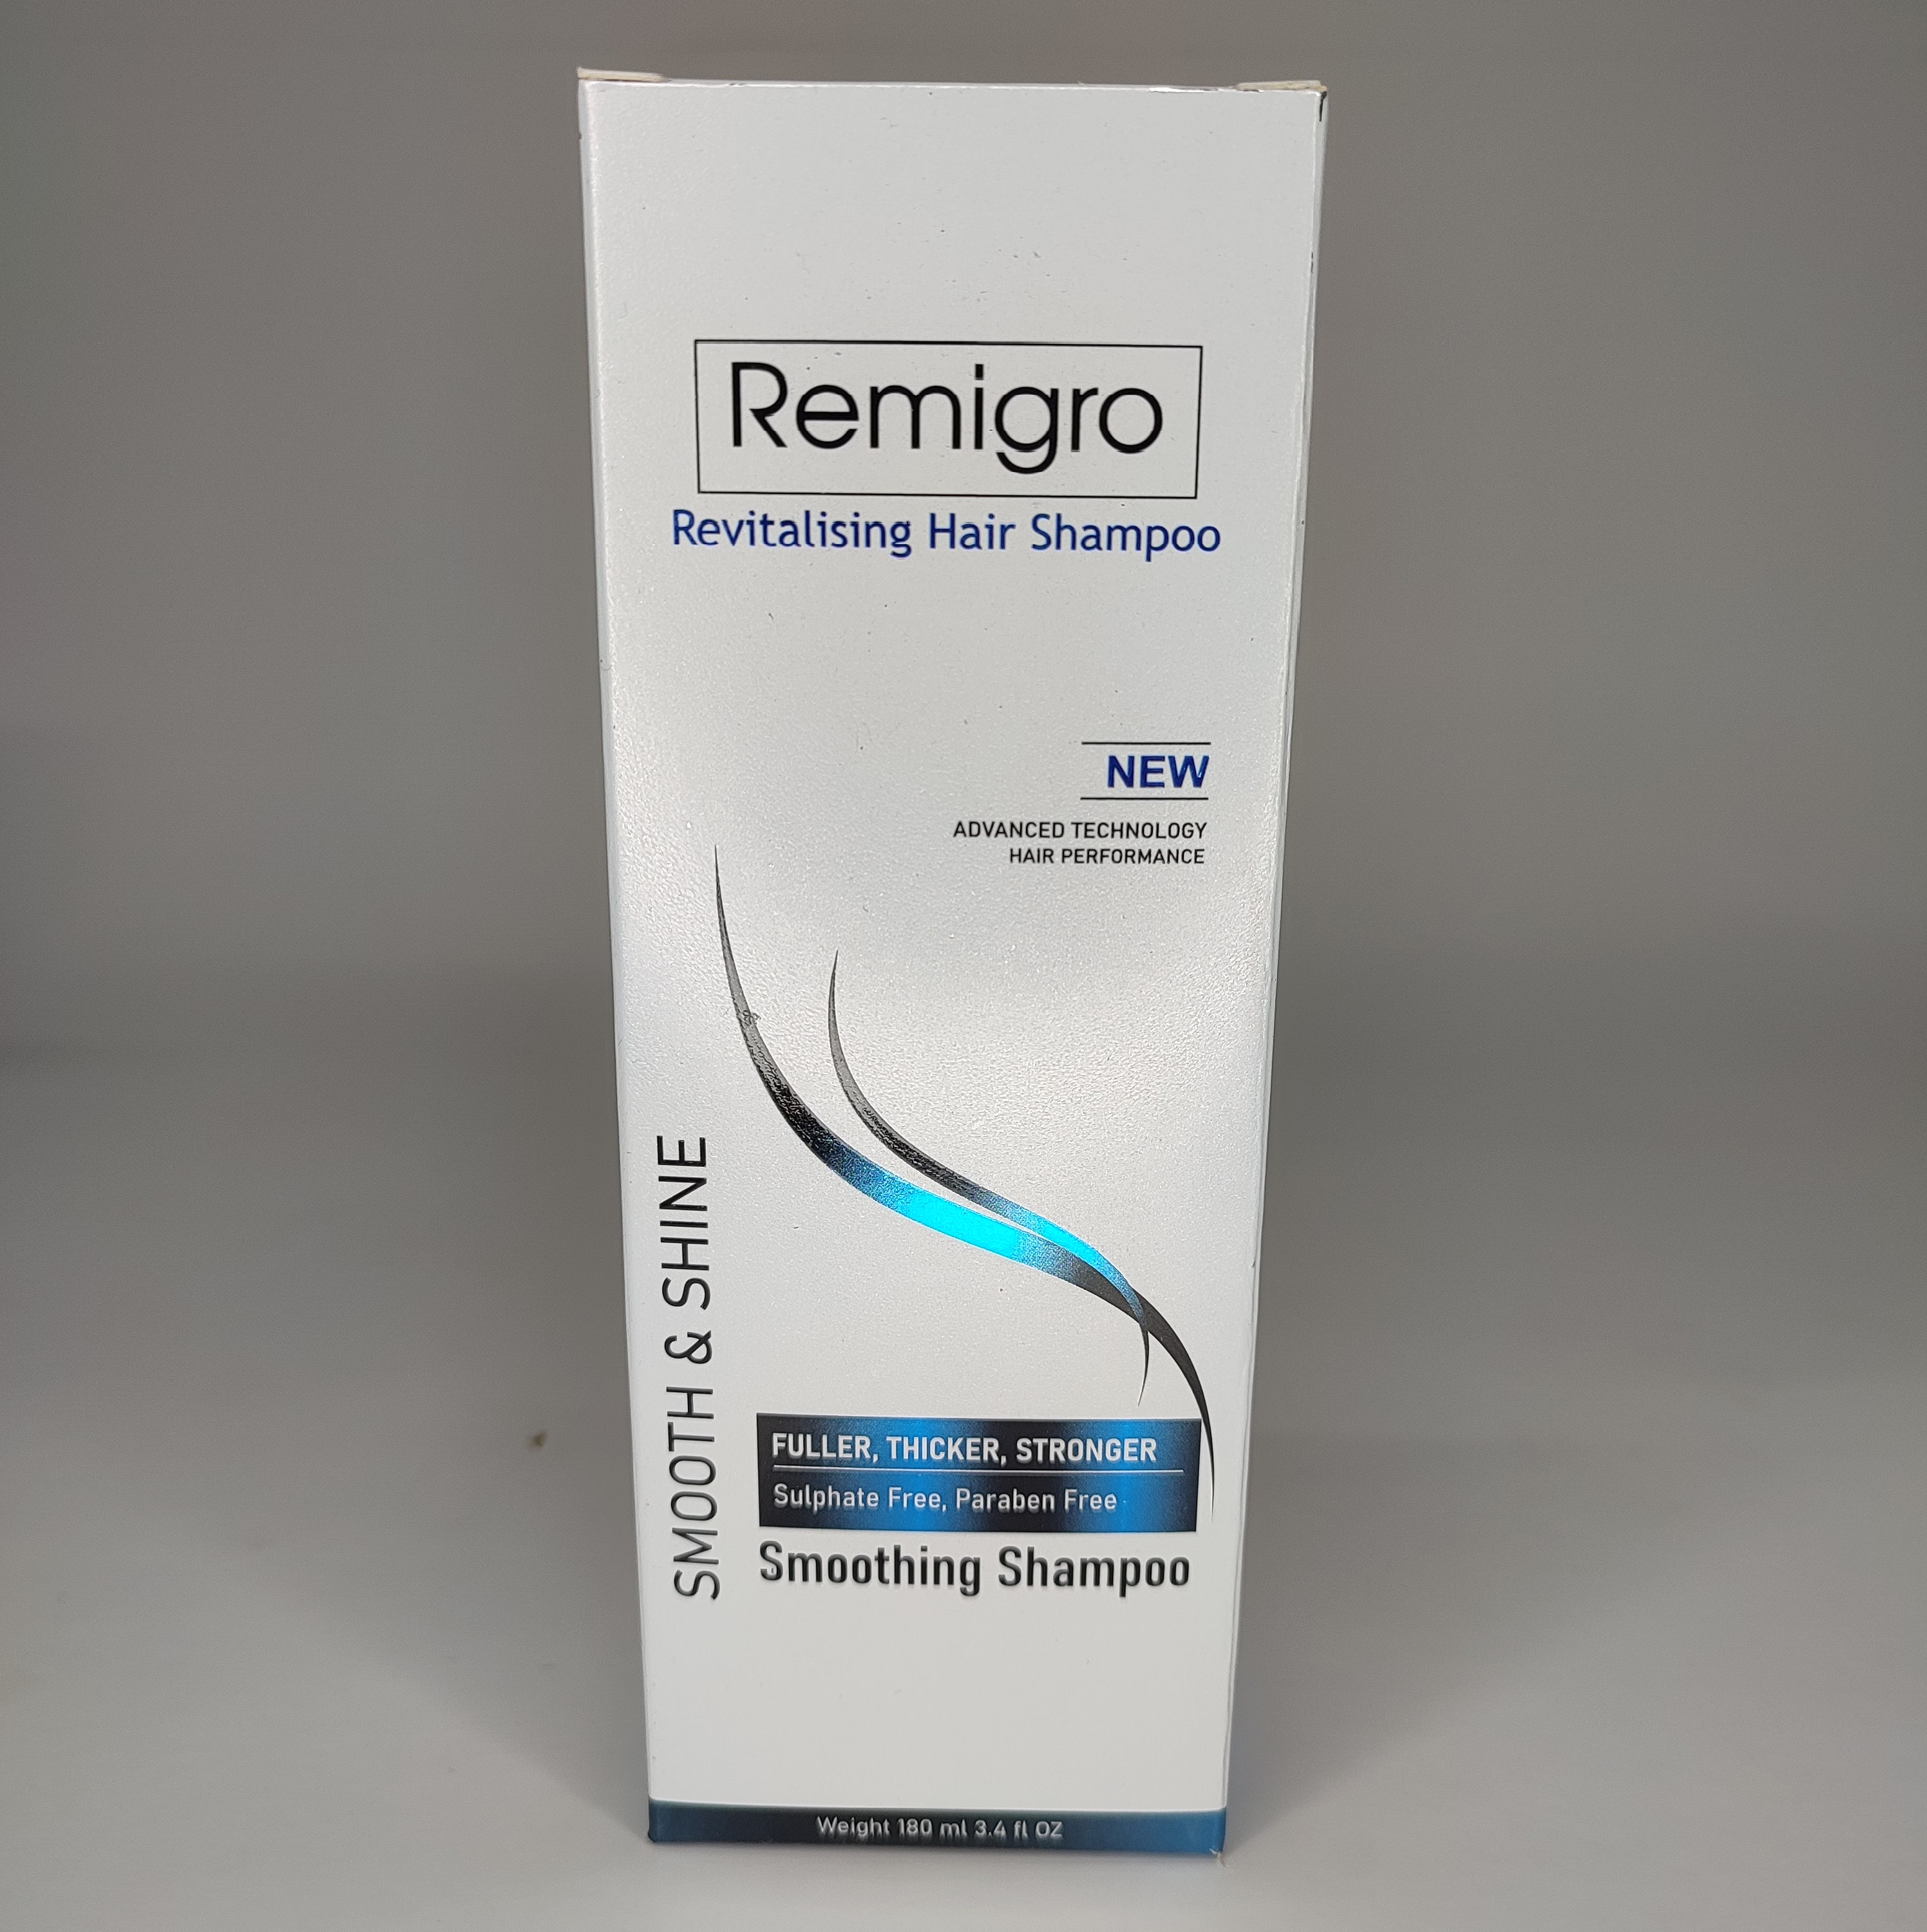 Remigro
Revitalising Hair Shampoo
NEW
ADVANCED TECHNOLOGY
HAIR PERFORMANCE
SMOOTH & SHINE
FULLER, THICKER, STRONGER
Sulphate Free, Paraben Free
Smoothing Shampoo
Weight 180 ml 3.4 fl OZ